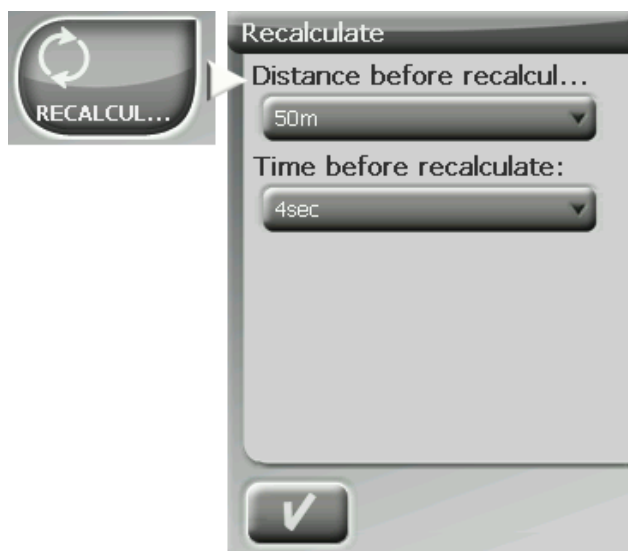 RECALCUL...
Recalculate
Distance before recalcul...
50m
Time before recalculate:
4sec